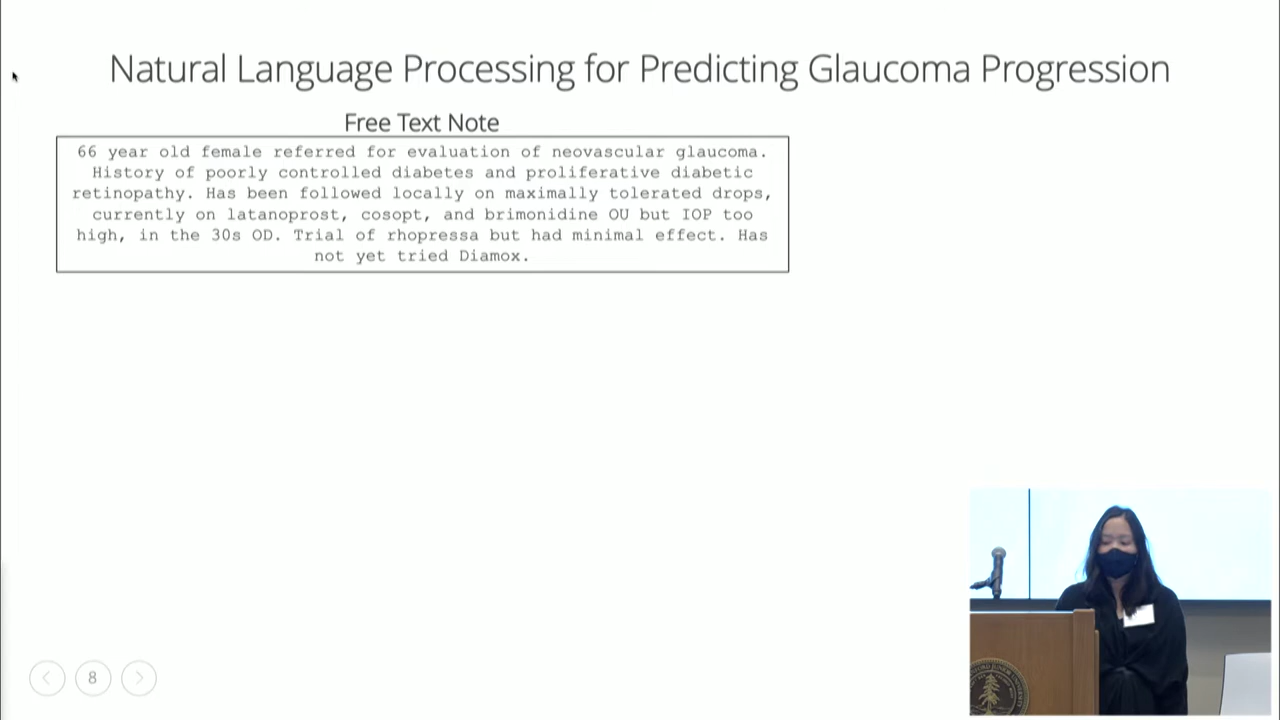 Natural Language Processing for Predicting Glaucoma Progression
Free Text Note
66 year old female referred for evaluation of neovascular glaucoma.
History of poorly controlled diabetes and proliferative diabetic
retinopathy. Has been followed locally on maximally tolerated drops,
currently on latanoprost, cosopt, and brimonidine OU but IOP too
high, in the 30s OD. Trial of rhopressa but had minimal effect. Has
not yet tried Diamox.
8